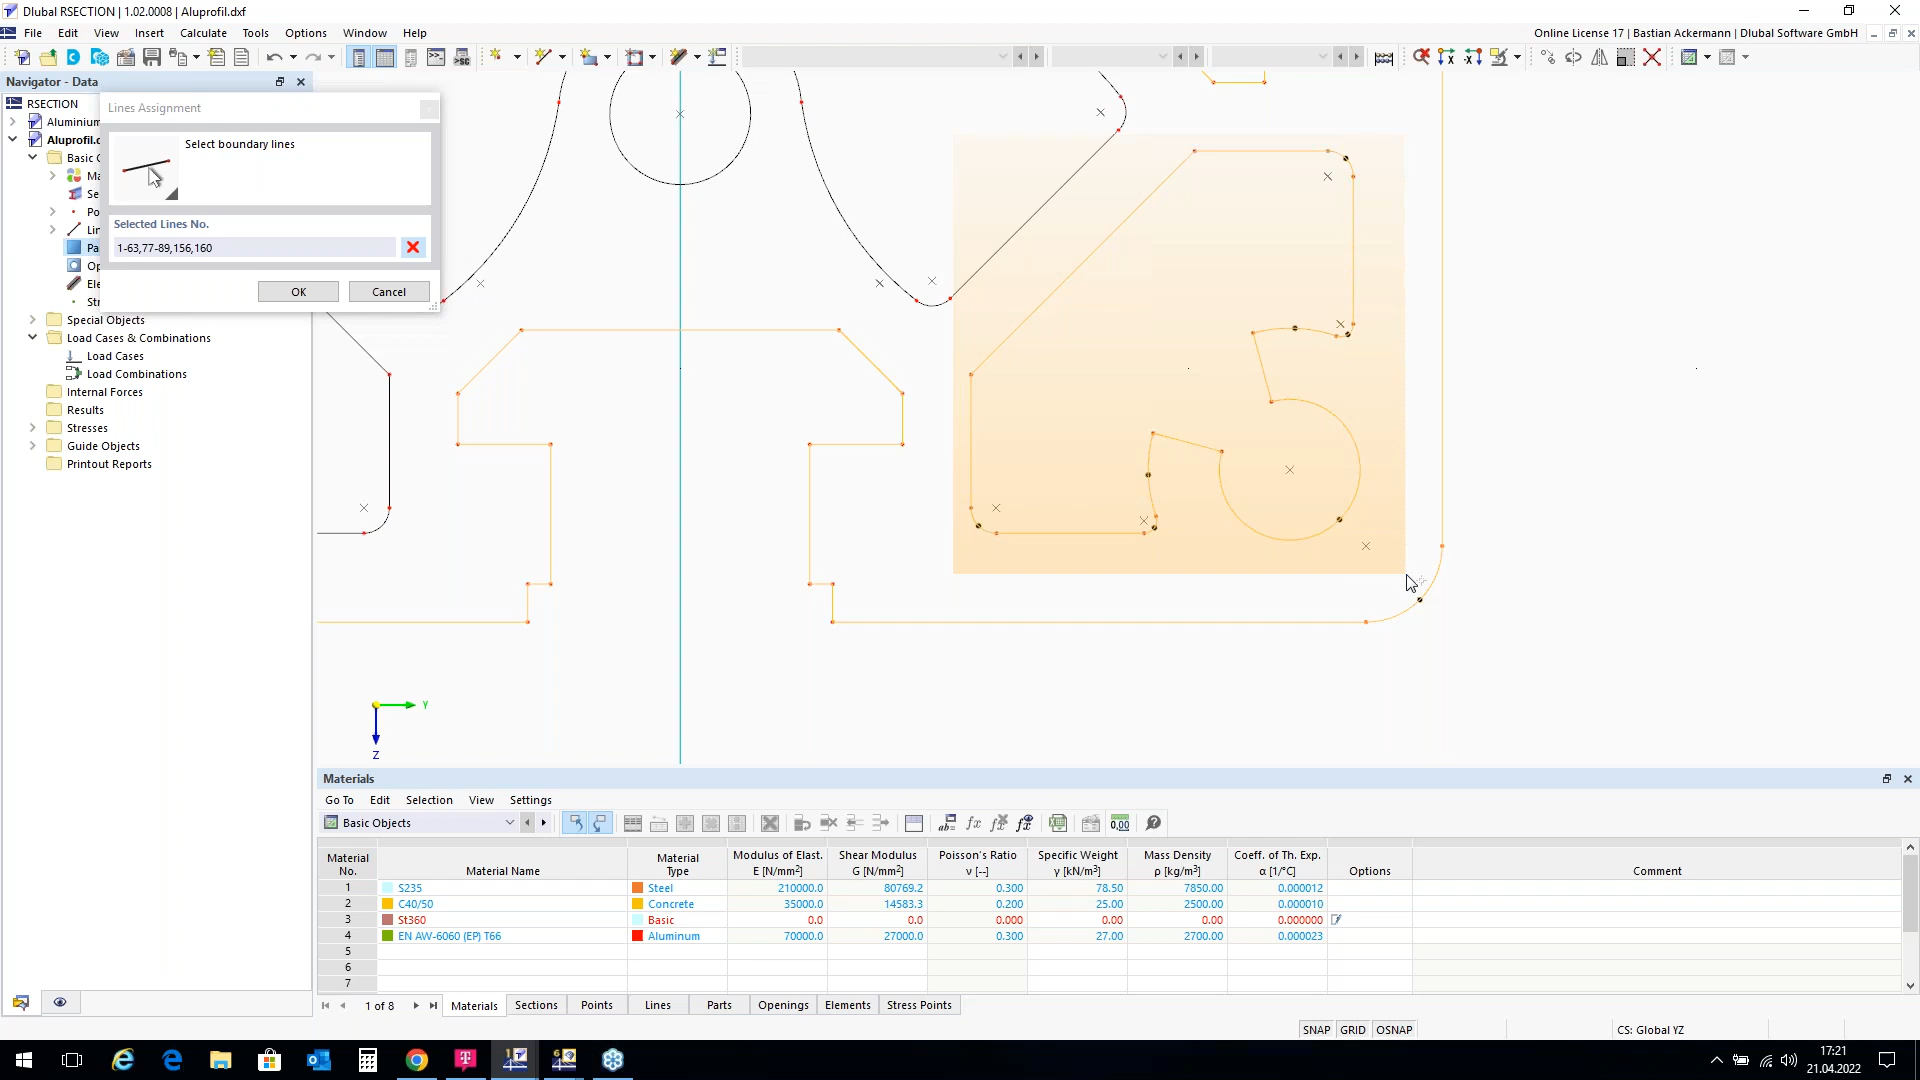 Dlubal RSECTION | 1.02.0008 | Aluprofil.dxf
File Edit View Insert Calculate Tools Options Window Help
Online License 17 | Bastian Ackermann | Dlubal Software GmbH
Navigator - Data
RSECTION
Aluminium
Aluprofil.d
Basic O
Ma
Se
Po
Lin
Pa
Op
Ele
Str
Special Objects
Load Cases & Combinations
Load Cases
Load Combinations
Internal Forces
Results
Stresses
Guide Objects
Printout Reports
Lines Assignment
Select boundary lines
Selected Lines No.
1-63,77-89,156,160
OK Cancel
Y
Z
Materials
Go To Edit Selection View Settings
Basic Objects
Material No. Material Name Material Type Modulus of Elast. E [N/mm²] Shear Modulus G [N/mm²] Poisson's Ratio ν [--] Specific Weight γ [kN/m³] Mass Density ρ [kg/m³] Coeff. of Th. Exp. α [1/°C] Options Comment
1 S235 Steel 210000.0 80769.2 0.300 78.50 7850.00 0.000012
2 C40/50 Concrete 35000.0 14583.3 0.200 25.00 2500.00 0.000010
3 St360 Basic 0.0 0.0 0.000 0.00 0.00 0.000000
4 EN AW-6060 (EP) T66 Aluminum 70000.0 27000.0 0.300 27.00 2700.00 0.000023
5
6
7
1 of 8 Materials Sections Points Lines Parts Openings Elements Stress Points
SNAP GRID OSNAP CS: Global YZ
17:21
21.04.2022